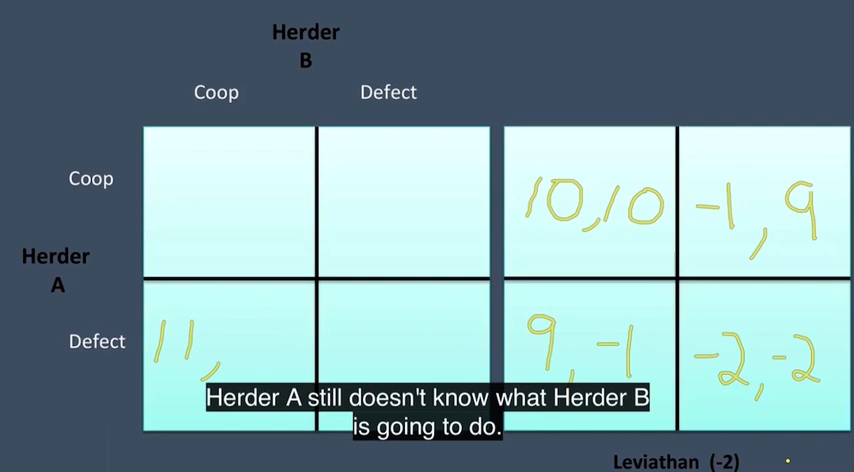 Herder
B
Coop Defect
Coop
10,10 -1,9
Herder
A
Defect
11,
9,-1 -2,-2
Herder A still doesn't know what Herder B
is going to do.
Leviathan (-2)